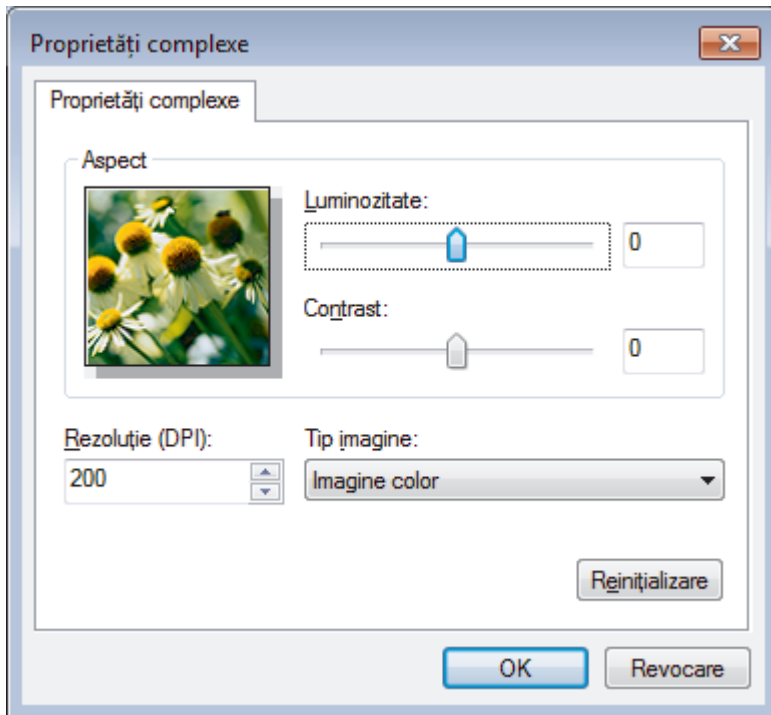 Proprietăți complexe
Proprietăți complexe
Aspect
Luminozitate:
0
Contrast:
0
Rezoluție (DPI):
200
Tip imagine:
Imagine color
Reinițializare
OK
Revocare